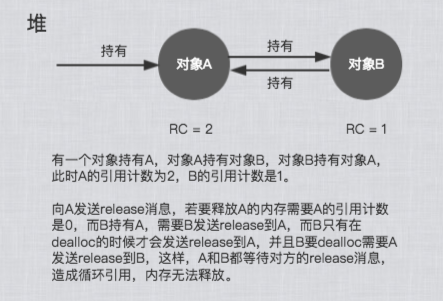 堆
持有
持有
持有
对象A
对象B
RC = 2
RC = 1
有一个对象持有A，对象A持有对象B，对象B持有对象A，
此时A的引用计数为2，B的引用计数是1。
向A发送release消息，若要释放A的内存需要A的引用计数
是0，而B持有A，需要B发送release到A，而B只有在
dealloc的时候才会发送release到A，并且B要dealloc需要A
发送release到B，这样，A和B都等待对方的release消息，
造成循环引用，内存无法释放。